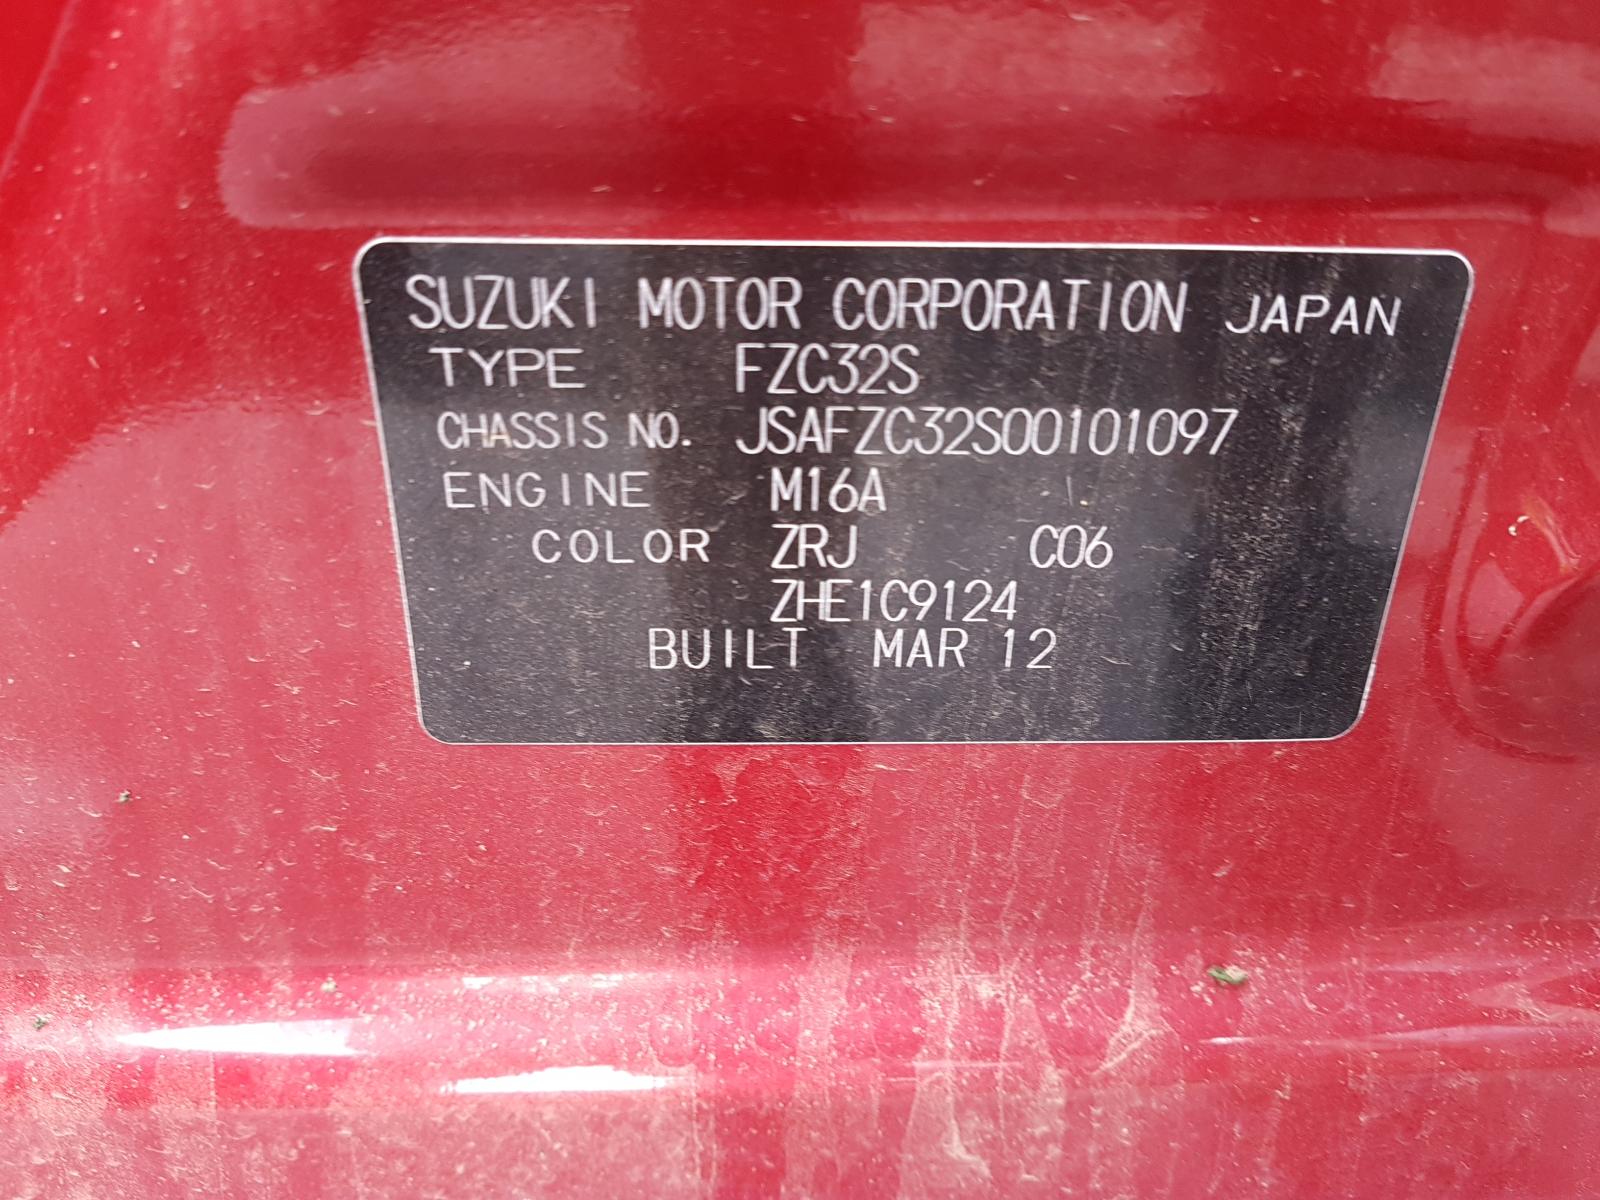 SUZUKI MOTOR CORPORATION JAPAN
TYPE FZC32S
CHASSIS NO. JSAFZC32S00101097
ENGINE M16A
COLOR ZRJ C06
ZHE1C9124
BUILT MAR 12